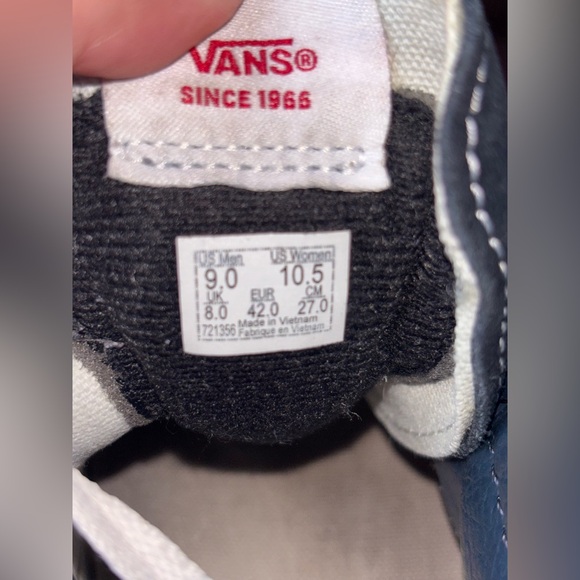 VANS®
SINCE 1966
US Men US Women
9.0 10.5
UK EUR CM
8.0 42.0 27.0
721356 Made in Vietnam
Fabrique en Vietnam